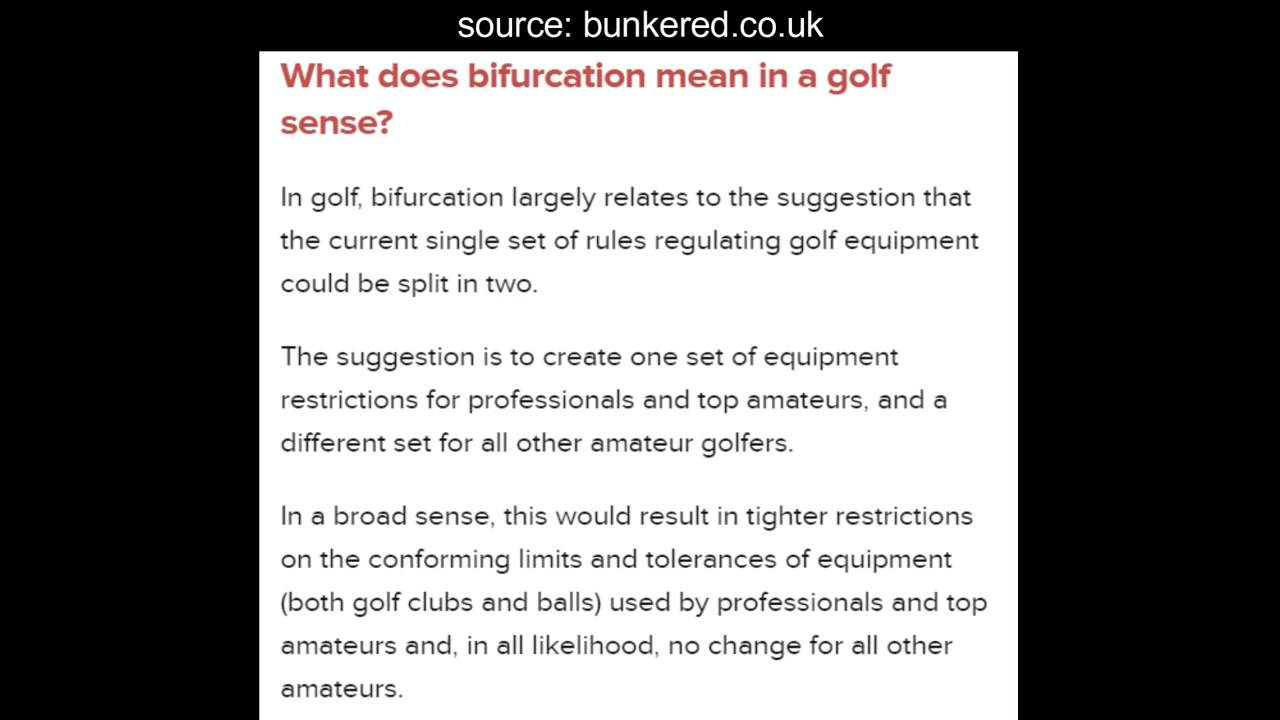 source: bunkered.co.uk
What does bifurcation mean in a golf
sense?
In golf, bifurcation largely relates to the suggestion that
the current single set of rules regulating golf equipment
could be split in two.
The suggestion is to create one set of equipment
restrictions for professionals and top amateurs, and a
different set for all other amateur golfers.
In a broad sense, this would result in tighter restrictions
on the conforming limits and tolerances of equipment
(both golf clubs and balls) used by professionals and top
amateurs and, in all likelihood, no change for all other
amateurs.